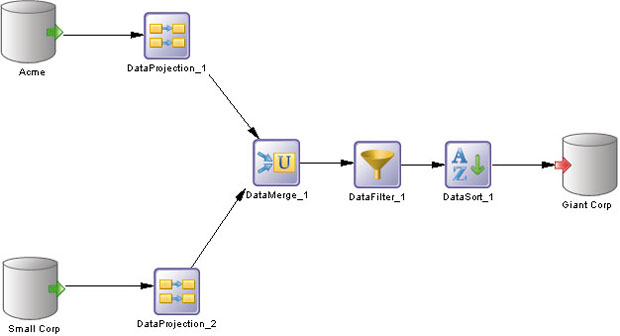 Acme
DataProjection_1
U
DataMerge_1
DataFilter_1
A
Z
DataSort_1
Giant Corp
Small Corp
DataProjection_2